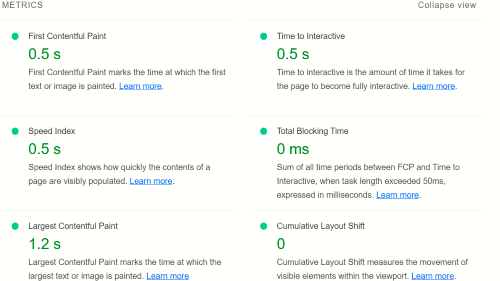 METRICS
Collapse view
First Contentful Paint
0.5 s
First Contentful Paint marks the time at which the first
text or image is painted. Learn more.
Time to Interactive
0.5 s
Time to interactive is the amount of time it takes for
the page to become fully interactive. Learn more.
Speed Index
0.5 s
Speed Index shows how quickly the contents of a
page are visibly populated. Learn more.
Total Blocking Time
0 ms
Sum of all time periods between FCP and Time to
Interactive, when task length exceeded 50ms,
expressed in milliseconds. Learn more.
Largest Contentful Paint
1.2 s
Largest Contentful Paint marks the time at which the
largest text or image is painted. Learn more
Cumulative Layout Shift
0
Cumulative Layout Shift measures the movement of
visible elements within the viewport. Learn more.